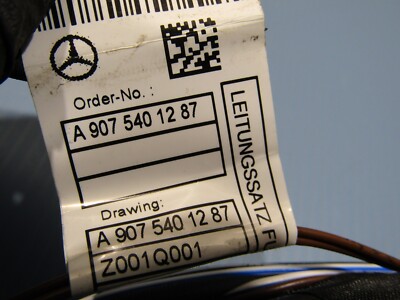 Order-No.:
A 907 540 12 87
Drawing:
A 907 540 12 87
Z001Q001
LEITUNGSSATZ